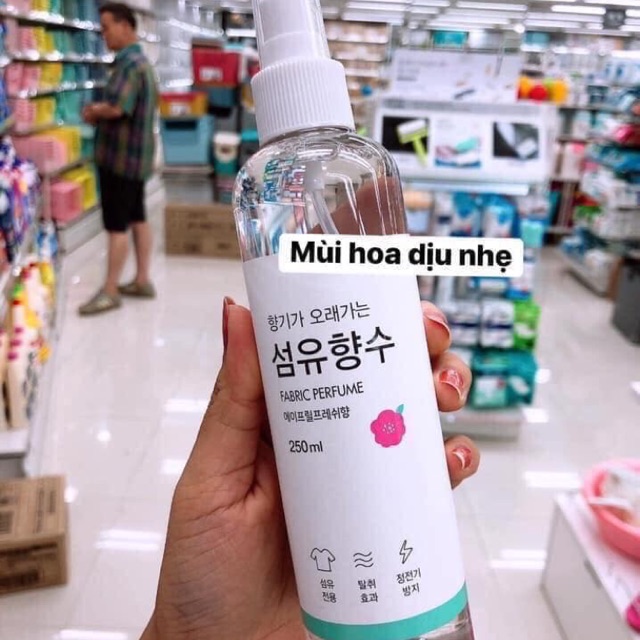 Mùi hoa dịu nhẹ
향기가 오래가는
섬유향수
FABRIC PERFUME
에이프릴프레쉬향
250ml
섬유
전용
탈취
효과
정전기
방지